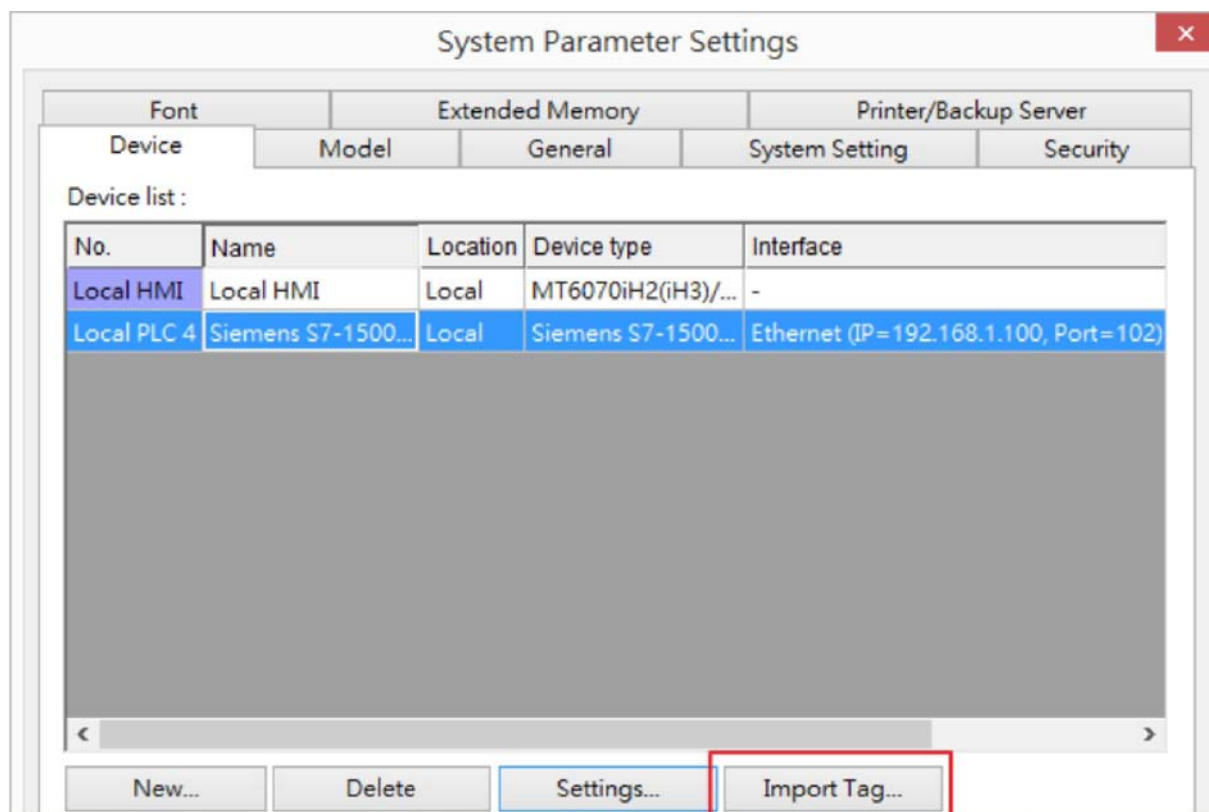 System Parameter Settings
Font Extended Memory Printer/Backup Server
Device Model General System Setting Security
Device list :
No. Name Location Device type Interface
Local HMI Local HMI Local MT6070iH2(iH3)/... -
Local PLC 4 Siemens S7-1500... Local Siemens S7-1500... Ethernet (IP=192.168.1.100, Port=102)
New... Delete Settings... Import Tag...